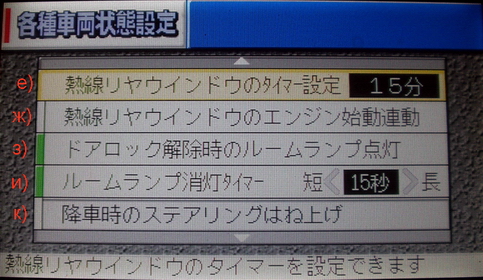 各種車両状態設定
е) 熱線リヤウインドウのﾀｲﾏｰ設定 15分
ж) 熱線リヤウインドウのエンジン始動連動
з) ドアロック解除時のルームランプ点灯
и) ルームランプ消灯ﾀｲﾏｰ 短 15秒 長
к) 降車時のステアリングはね上げ
熱線リヤウインドウのタイマーを設定できます